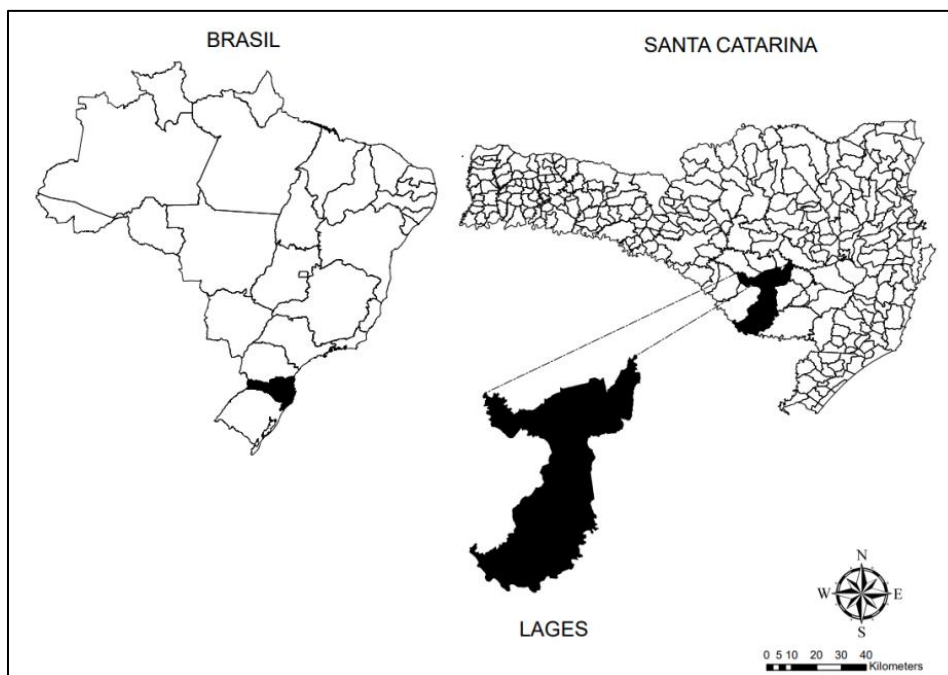 BRASIL
SANTA CATARINA
LAGES
N
W E
S
0 5 10 20 30 40
Kilometers